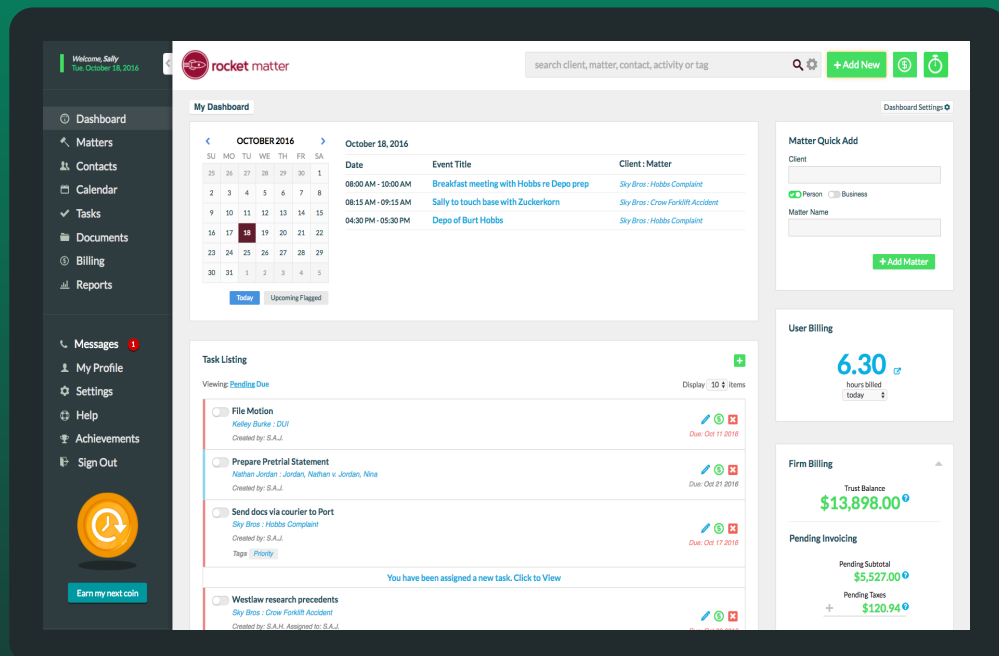 Welcome, Sally
Tue, October 18, 2016
rocket matter
search client, matter, contact, activity or tag
+ Add New
My Dashboard
Dashboard Settings
Dashboard
Matters
Contacts
Calendar
Tasks
Documents
Billing
Reports
Messages 1
My Profile
Settings
Help
Achievements
Sign Out
Earn my next coin
OCTOBER 2016
SU MO TU WE TH FR SA
25 26 27 28 29 30 1
2 3 4 5 6 7 8
9 10 11 12 13 14 15
16 17 18 19 20 21 22
23 24 25 26 27 28 29
30 31 1 2 3 4 5
Today Upcoming Flagged
October 18, 2016
Date Event Title Client : Matter
08:00 AM - 10:00 AM Breakfast meeting with Hobbs re Depo prep Sky Bros : Hobbs Complaint
08:15 AM - 09:15 AM Sally to touch base with Zuckerkorn Sky Bros : Crow Forklift Accident
04:30 PM - 05:30 PM Depo of Burt Hobbs Sky Bros : Hobbs Complaint
Task Listing
Viewing: Pending Due
Display 10 items
File Motion
Kelley Burke : DUI
Created by: S.A.J.
Due: Oct 11 2016
Prepare Pretrial Statement
Nathan Jordan : Jordan, Nathan v. Jordan, Nina
Created by: S.A.J.
Due: Oct 21 2016
Send docs via courier to Port
Sky Bros : Hobbs Complaint
Created by: S.A.J.
Due: Oct 17 2016
Tags Priority
You have been assigned a new task. Click to View
Westlaw research precedents
Sky Bros : Crow Forklift Accident
Created by: S.A.H. Assigned to: S.A.J.
Matter Quick Add
Client
Person Business
Matter Name
+ Add Matter
User Billing
6.30
hours billed
today
Firm Billing
Trust Balance
$13,898.00
Pending Invoicing
Pending Subtotal
$5,527.00
Pending Taxes
+ $120.94